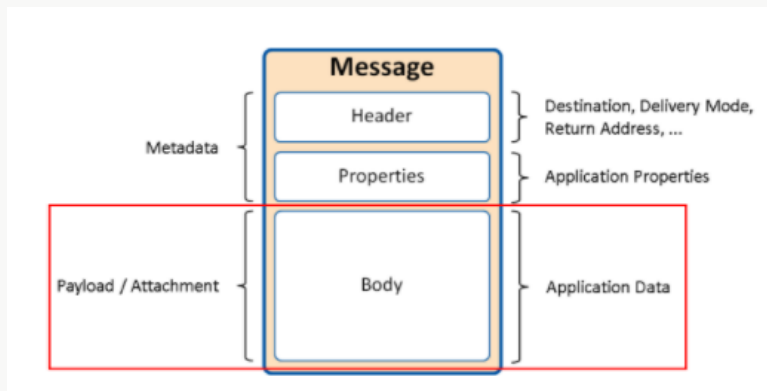 Message
Header
Destination, Delivery Mode,
Return Address, ...
Metadata
Properties
Application Properties
Payload / Attachment
Body
Application Data